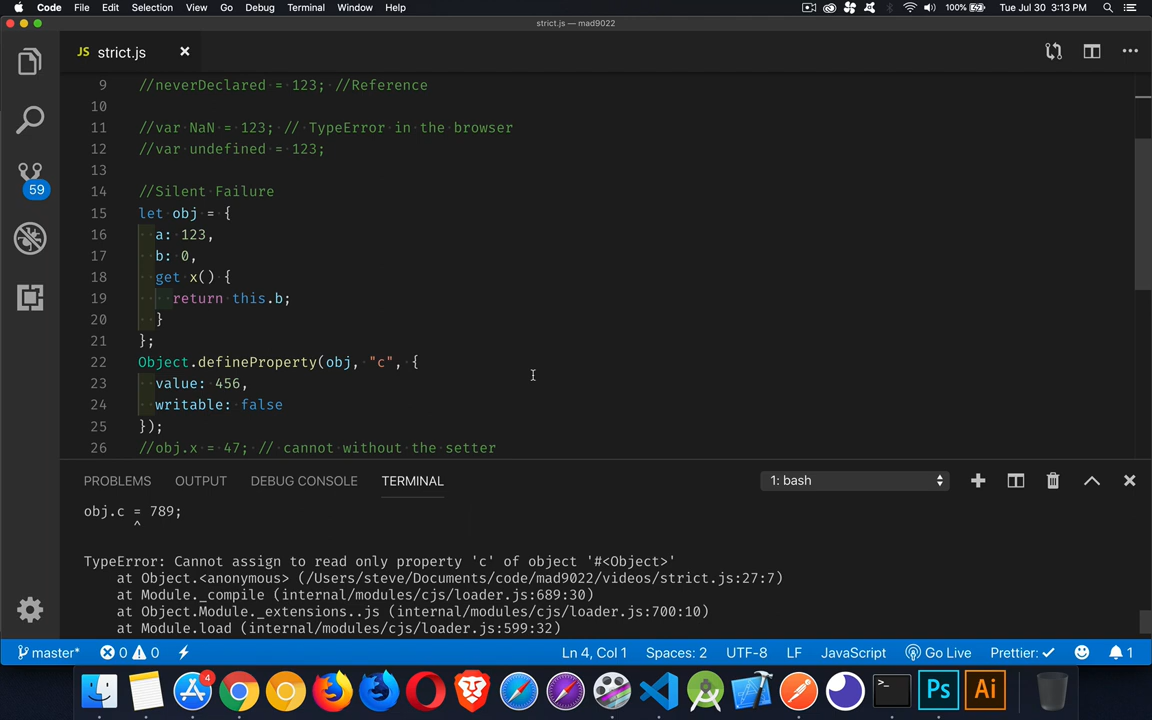 Code File Edit Selection View Go Debug Terminal Window Help 100% Tue Jul 30 3:13 PM
strict.js — mad9022
JS strict.js
59
9 //neverDeclared = 123; //Reference
10
11 //var NaN = 123; // TypeError in the browser
12 //var undefined = 123;
13
14 //Silent Failure
15 let obj = {
16 a: 123,
17 b: 0,
18 get x() {
19 return this.b;
20 }
21 };
22 Object.defineProperty(obj, "c", {
23 value: 456,
24 writable: false
25 });
26 //obj.x = 47; // cannot without the setter
PROBLEMS OUTPUT DEBUG CONSOLE TERMINAL 1: bash
obj.c = 789;
^
TypeError: Cannot assign to read only property 'c' of object '#<Object>'
at Object.<anonymous> (/Users/steve/Documents/code/mad9022/videos/strict.js:27:7)
at Module._compile (internal/modules/cjs/loader.js:689:30)
at Object.Module._extensions..js (internal/modules/cjs/loader.js:700:10)
at Module.load (internal/modules/cjs/loader.js:599:32)
master* 0 0 Ln 4, Col 1 Spaces: 2 UTF-8 LF JavaScript Go Live Prettier: ✓ 1
4 >_ Ps Ai